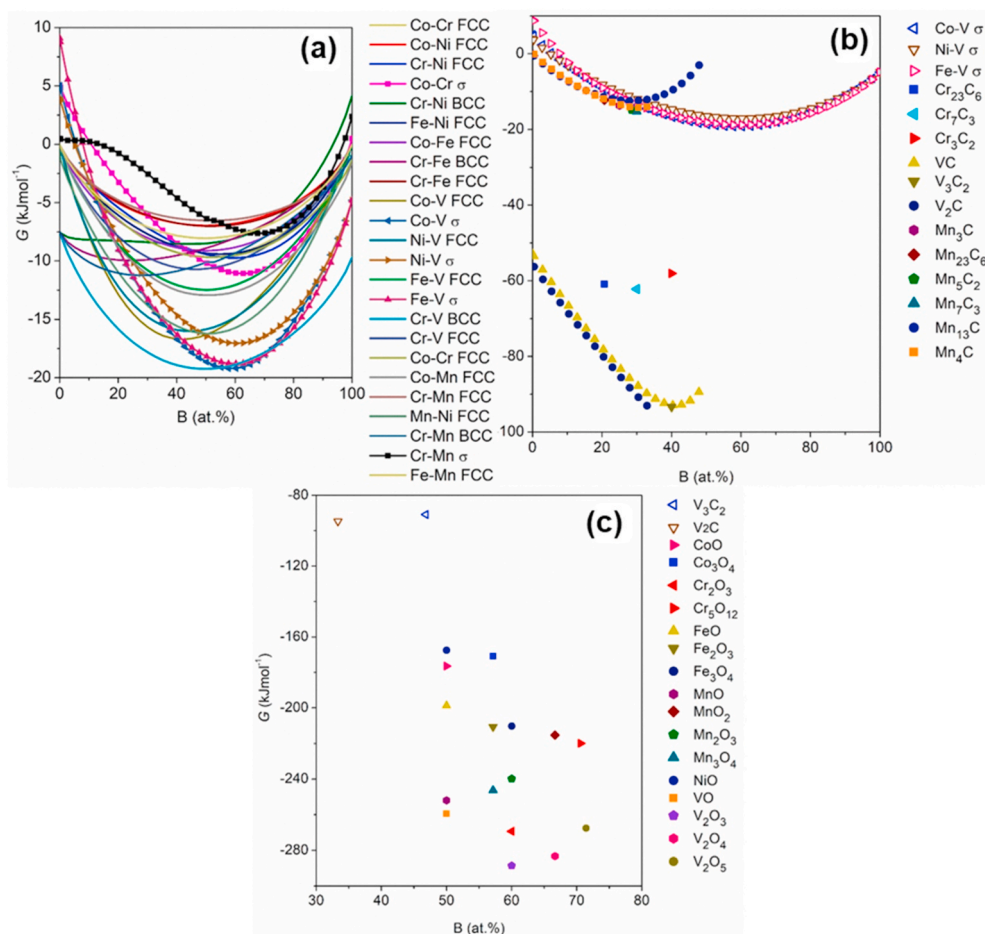 (a)
G (kJmol⁻¹)
10
5
0
-5
-10
-15
-20
0 20 40 60 80 100
B (at.%)
Co-Cr FCC
Co-Ni FCC
Cr-Ni FCC
Co-Cr σ
Cr-Ni BCC
Fe-Ni FCC
Co-Fe FCC
Cr-Fe BCC
Cr-Fe FCC
Co-V FCC
Co-V σ
Ni-V FCC
Ni-V σ
Fe-V FCC
Fe-V σ
Cr-V BCC
Cr-V FCC
Co-Cr FCC
Co-Mn FCC
Cr-Mn FCC
Mn-Ni FCC
Cr-Mn BCC
Cr-Mn σ
Fe-Mn FCC
(b)
0
-20
40
60
80
100
0 20 40 60 80 100
B (at.%)
Co-V σ
Ni-V σ
Fe-V σ
Cr₂₃C₆
Cr₇C₃
Cr₃C₂
VC
V₃C₂
V₂C
Mn₃C
Mn₂₃C₆
Mn₅C₂
Mn₇C₃
Mn₁₃C
Mn₄C
(c)
G (kJmol⁻¹)
-80
-120
-160
-200
-240
-280
30 40 50 60 70 80
B (at.%)
V₃C₂
V2C
CoO
Co₃O₄
Cr₂O₃
Cr₅O₁₂
FeO
Fe₂O₃
Fe₃O₄
MnO
MnO₂
Mn₂O₃
Mn₃O₄
NiO
VO
V₂O₃
V₂O₄
V₂O₅